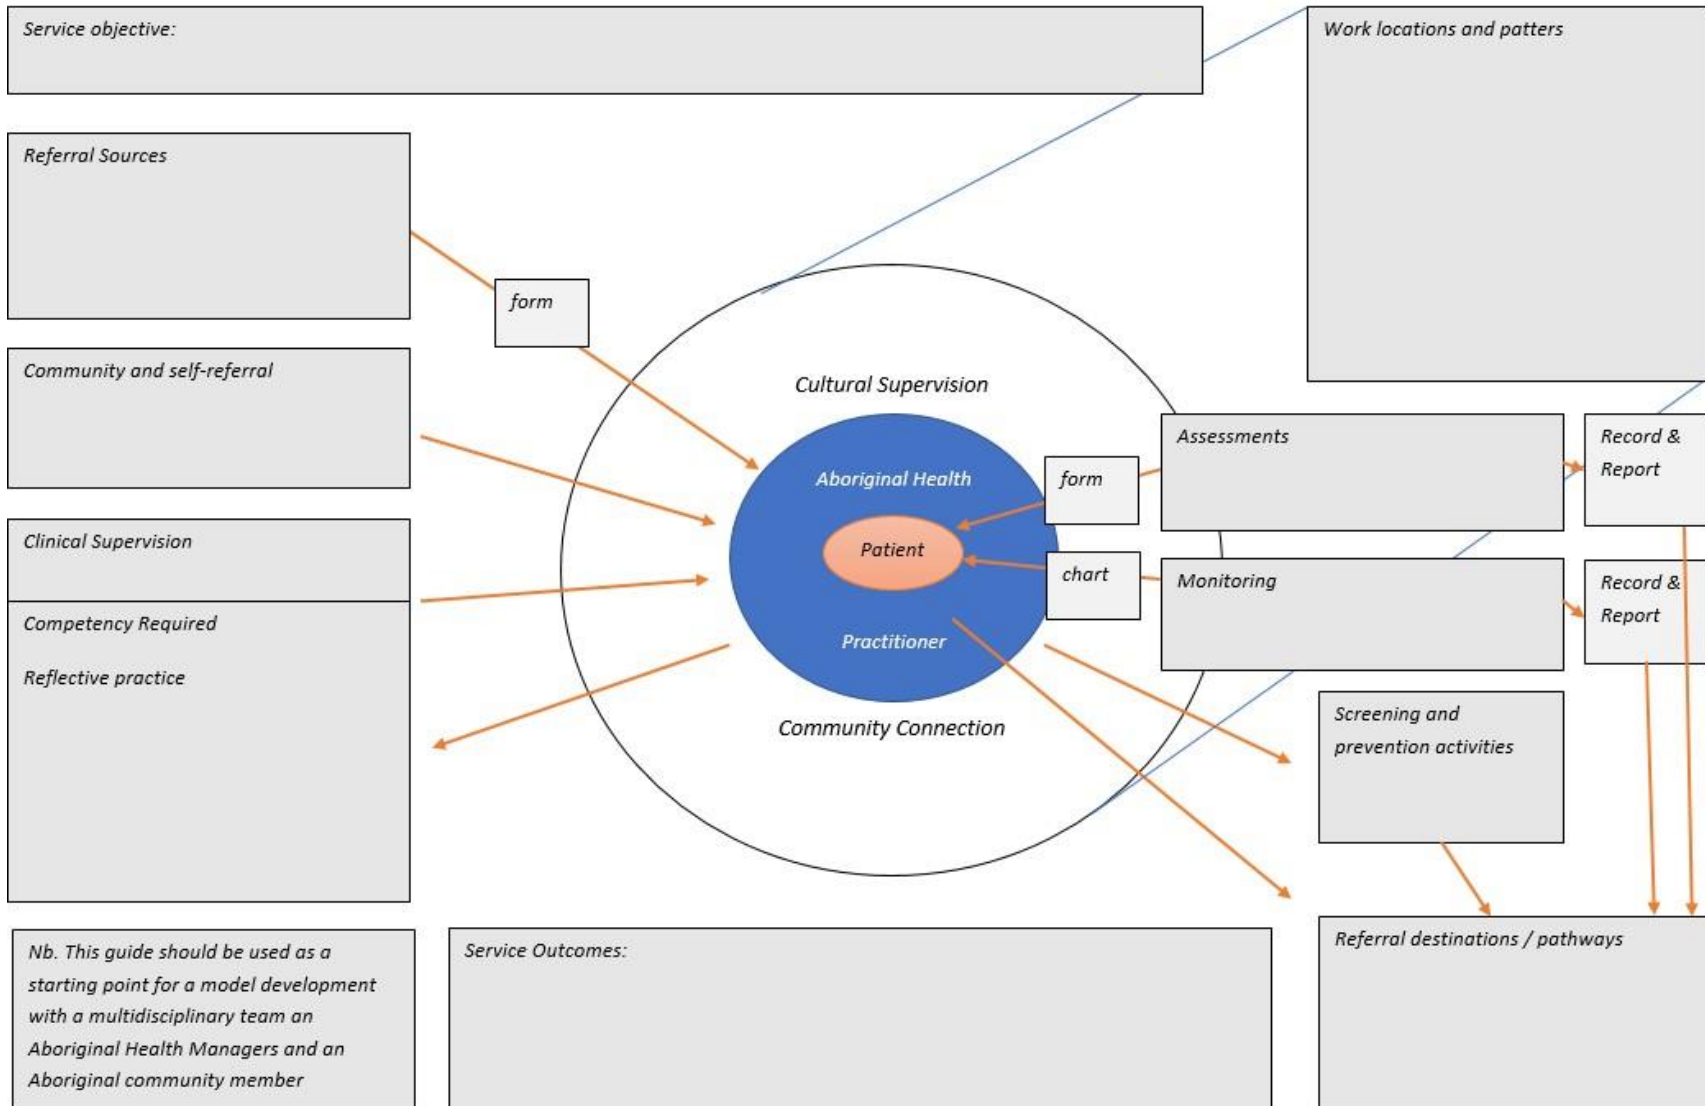 Service objective:
Work locations and patters
Referral Sources
form
Community and self-referral
Cultural Supervision
Clinical Supervision
Competency Required
Reflective practice
Aboriginal Health
Patient
Practitioner
Community Connection
form
Assessments
Record &
Report
chart
Monitoring
Record &
Report
Screening and
prevention activities
Nb. This guide should be used as a
starting point for a model development
with a multidisciplinary team an
Aboriginal Health Managers and an
Aboriginal community member
Service Outcomes:
Referral destinations / pathways